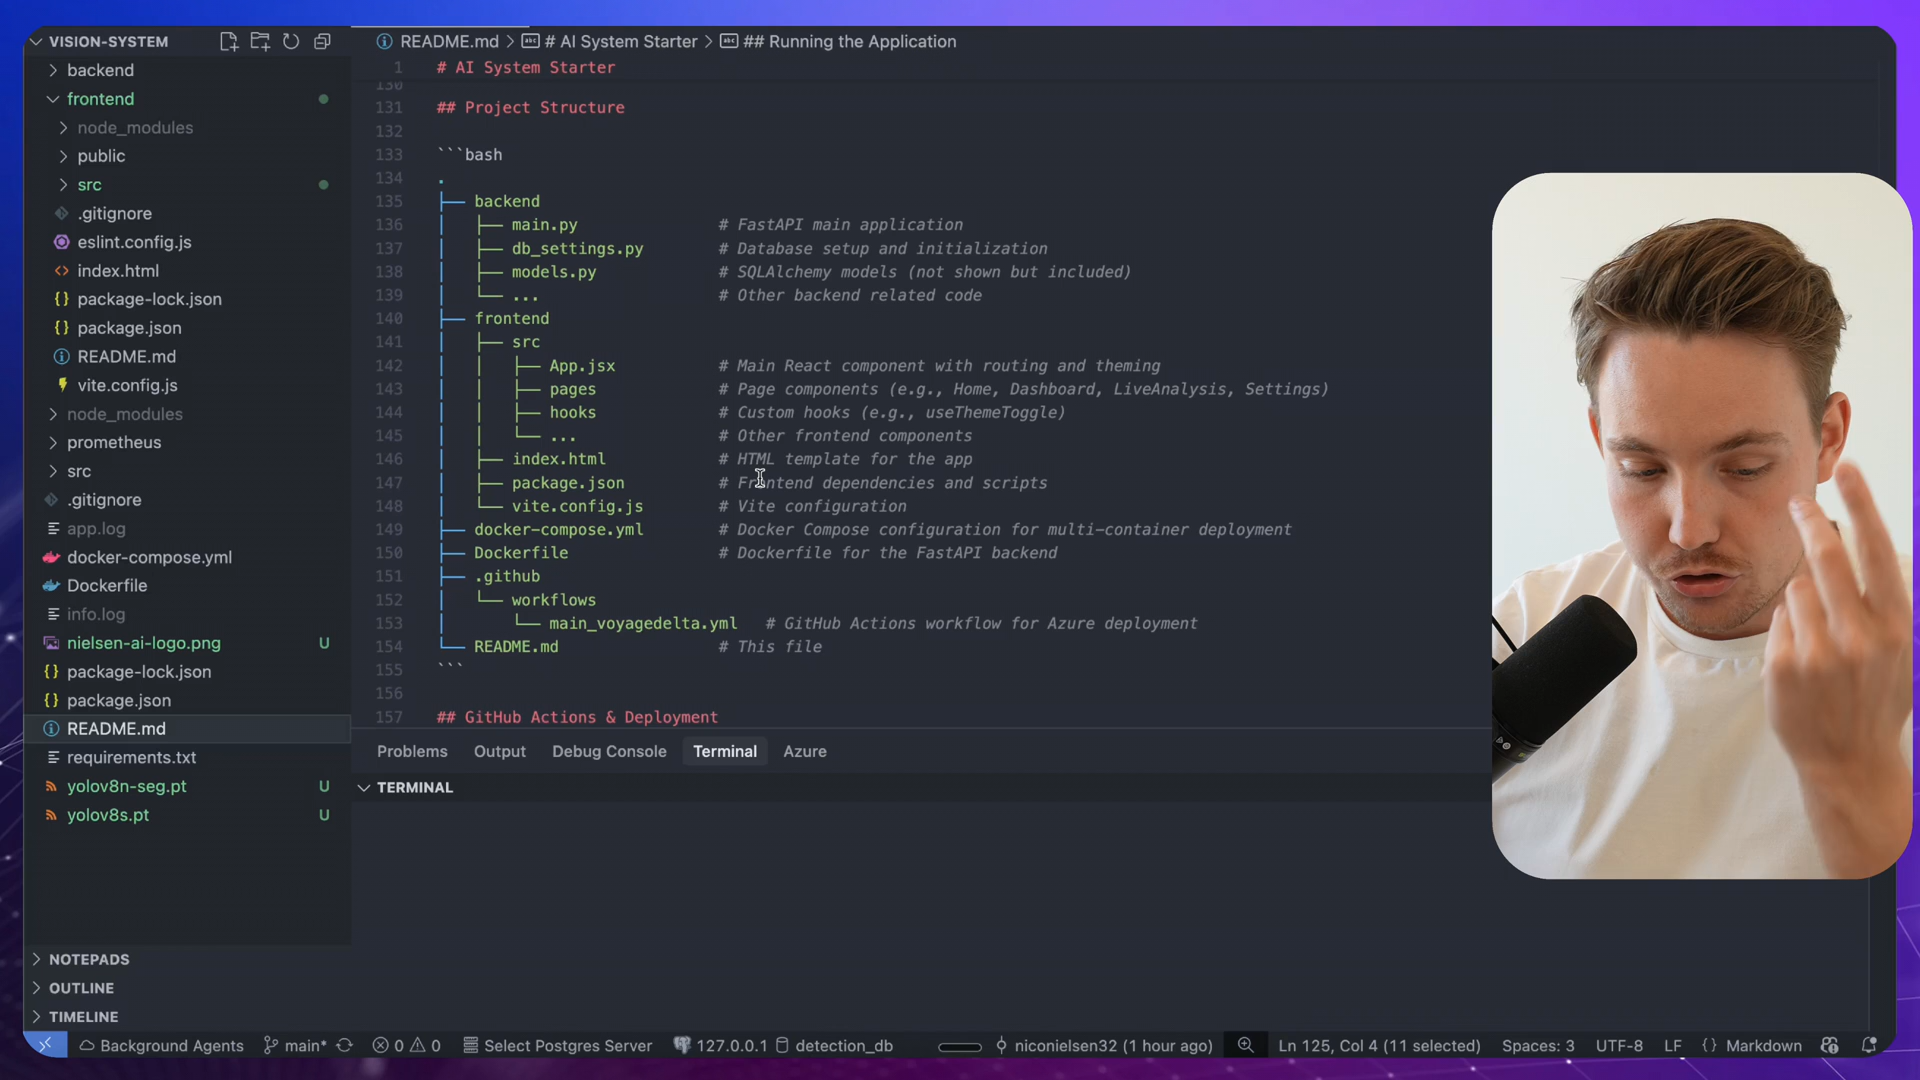 VISION-SYSTEM
backend
frontend
node_modules
public
src
.gitignore
eslint.config.js
index.html
package-lock.json
package.json
README.md
vite.config.js
node_modules
prometheus
src
.gitignore
app.log
docker-compose.yml
Dockerfile
info.log
nielsen-ai-logo.png U
package-lock.json
package.json
README.md
requirements.txt
yolov8n-seg.pt U
yolov8s.pt U
NOTEPADS
OUTLINE
TIMELINE
README.md > # AI System Starter > ## Running the Application
1 # AI System Starter
130
131 ## Project Structure
132
133 ```bash
134 .
135 ├── backend
136 │   ├── main.py # FastAPI main application
137 │   ├── db_settings.py # Database setup and initialization
138 │   ├── models.py # SQLAlchemy models (not shown but included)
139 │   └── ... # Other backend related code
140 ├── frontend
141 │   ├── src
142 │   │   ├── App.jsx # Main React component with routing and theming
143 │   │   ├── pages # Page components (e.g., Home, Dashboard, LiveAnalysis, Settings)
144 │   │   ├── hooks # Custom hooks (e.g., useThemeToggle)
145 │   │   └── ... # Other frontend components
146 │   ├── index.html # HTML template for the app
147 │   ├── package.json # Frontend dependencies and scripts
148 │   └── vite.config.js # Vite configuration
149 ├── docker-compose.yml # Docker Compose configuration for multi-container deployment
150 ├── Dockerfile # Dockerfile for the FastAPI backend
151 ├── .github
152 │   └── workflows
153 │       └── main_voyagedelta.yml # GitHub Actions workflow for Azure deployment
154 └── README.md # This file
155 ```
156
157 ## GitHub Actions & Deployment
Problems Output Debug Console Terminal Azure
TERMINAL
Background Agents main* 0 0 Select Postgres Server 127.0.0.1 detection_db niconielsen32 (1 hour ago) Ln 125, Col 4 (11 selected) Spaces: 3 UTF-8 LF {} Markdown